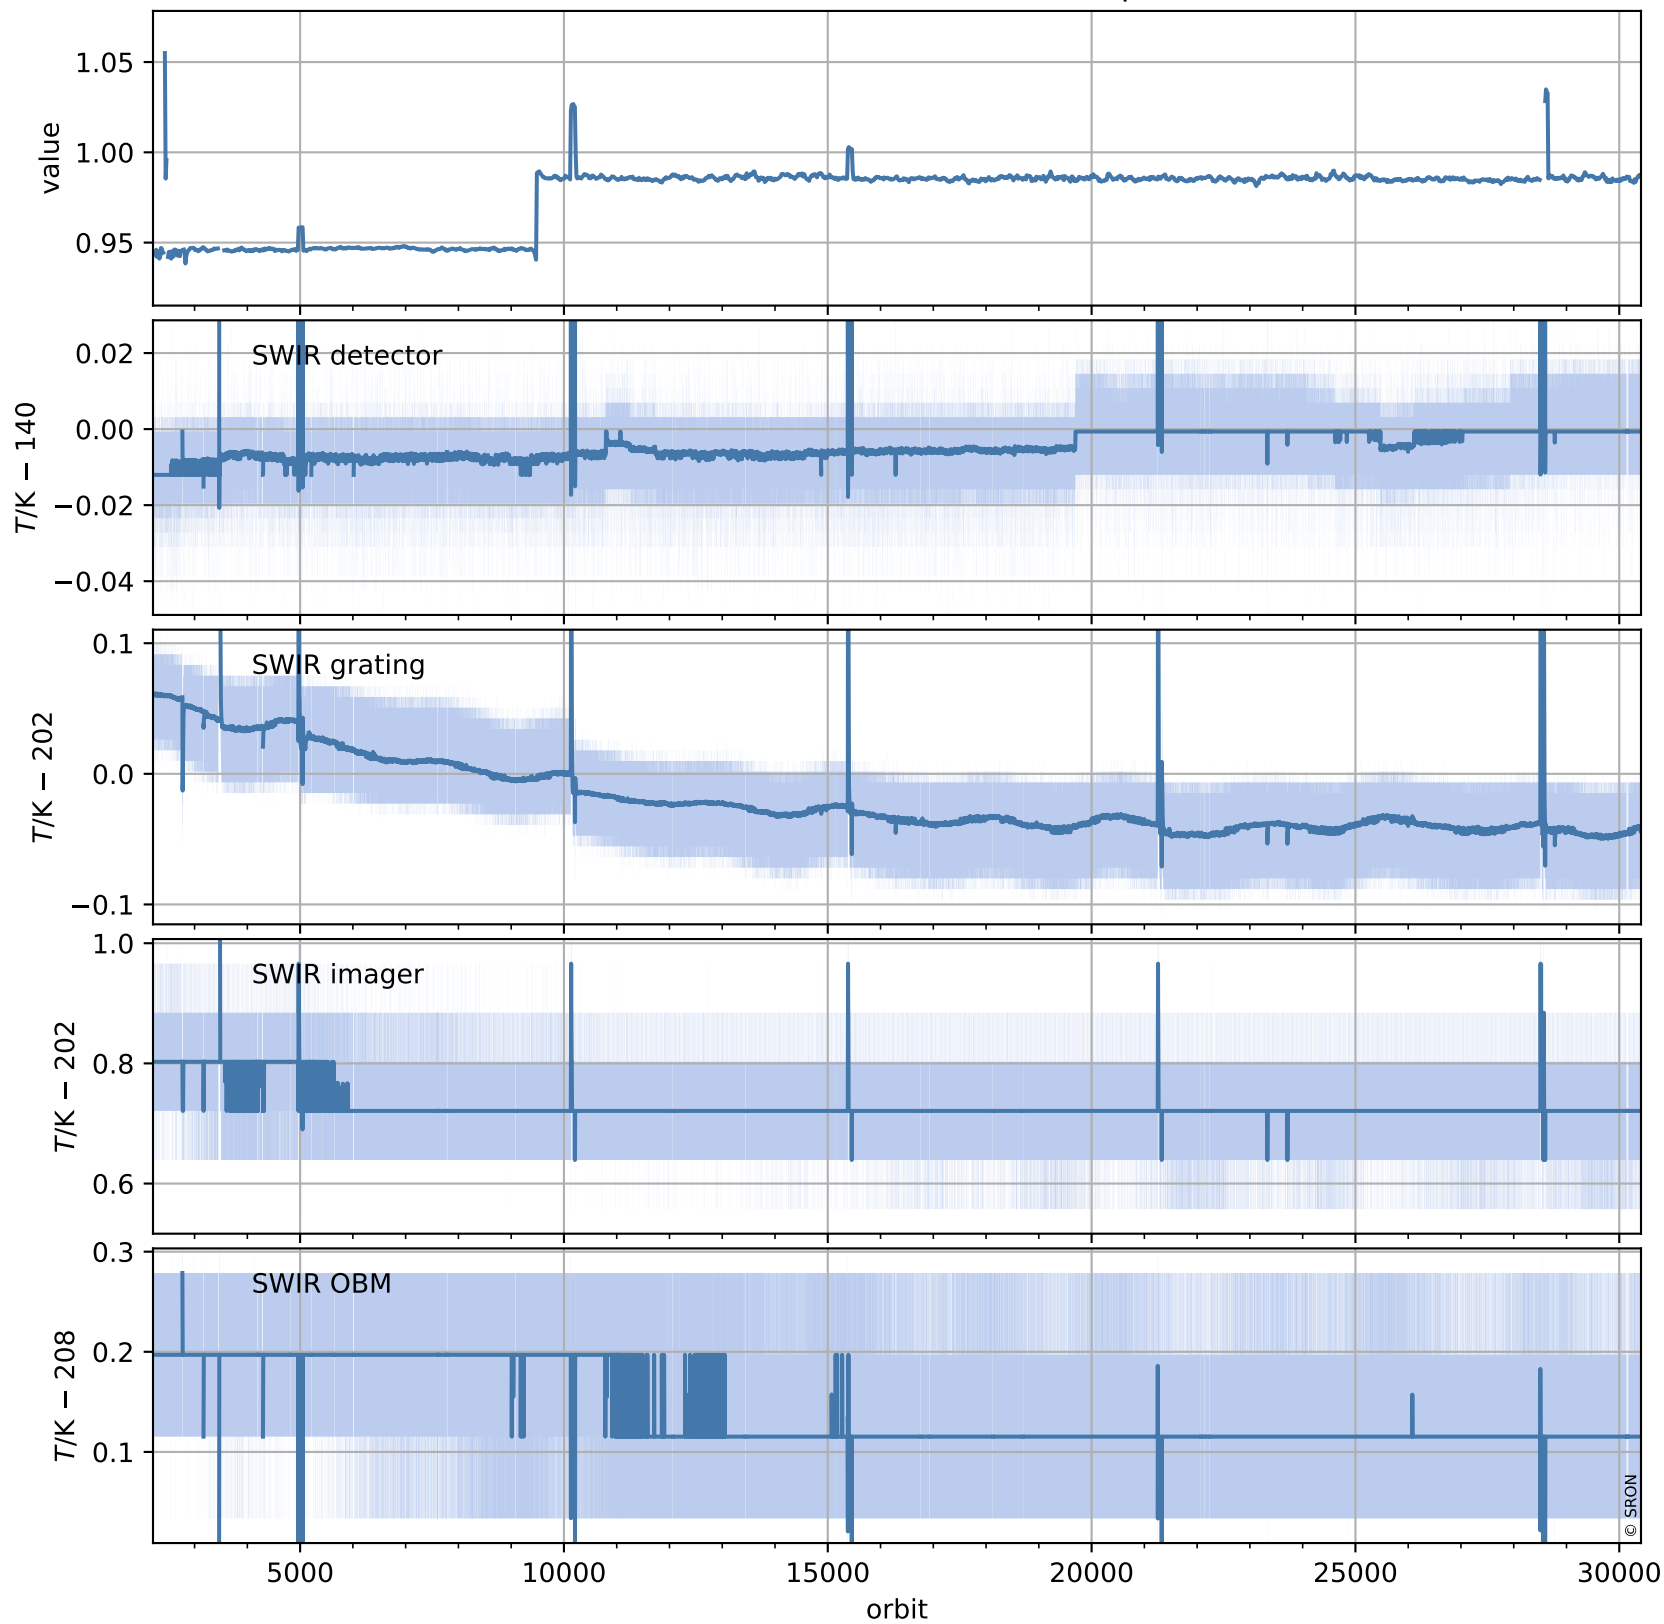 1.05
1.00
0.95
value
SWIR detector
0.02
0.00
−0.02
−0.04
T/K − 140
SWIR grating
0.1
0.0
−0.1
T/K − 202
SWIR imager
1.0
0.8
0.6
T/K − 202
SWIR OBM
0.3
0.2
0.1
T/K − 208
© SRON
5000 10000 15000 20000 25000 30000
orbit